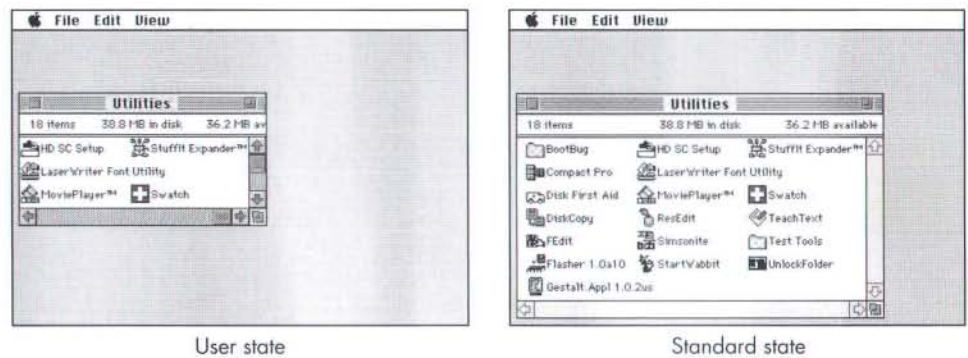 File Edit View
Utilities
18 items 38.8 MB in disk 36.2 MB av
HD SC Setup StuffIt Expander™
LaserWriter Font Utility
MoviePlayer™ Swatch
User state
File Edit View
Utilities
18 items 38.8 MB in disk 36.2 MB available
BootBug HD SC Setup StuffIt Expander™
Compact Pro LaserWriter Font Utility
Disk First Aid MoviePlayer™ Swatch
DiskCopy ResEdit TeachText
FEdit Simsonite Test Tools
Flasher 1.0a10 StartWabbit UnlockFolder
Gestalt.Appl 1.0.2us
Standard state